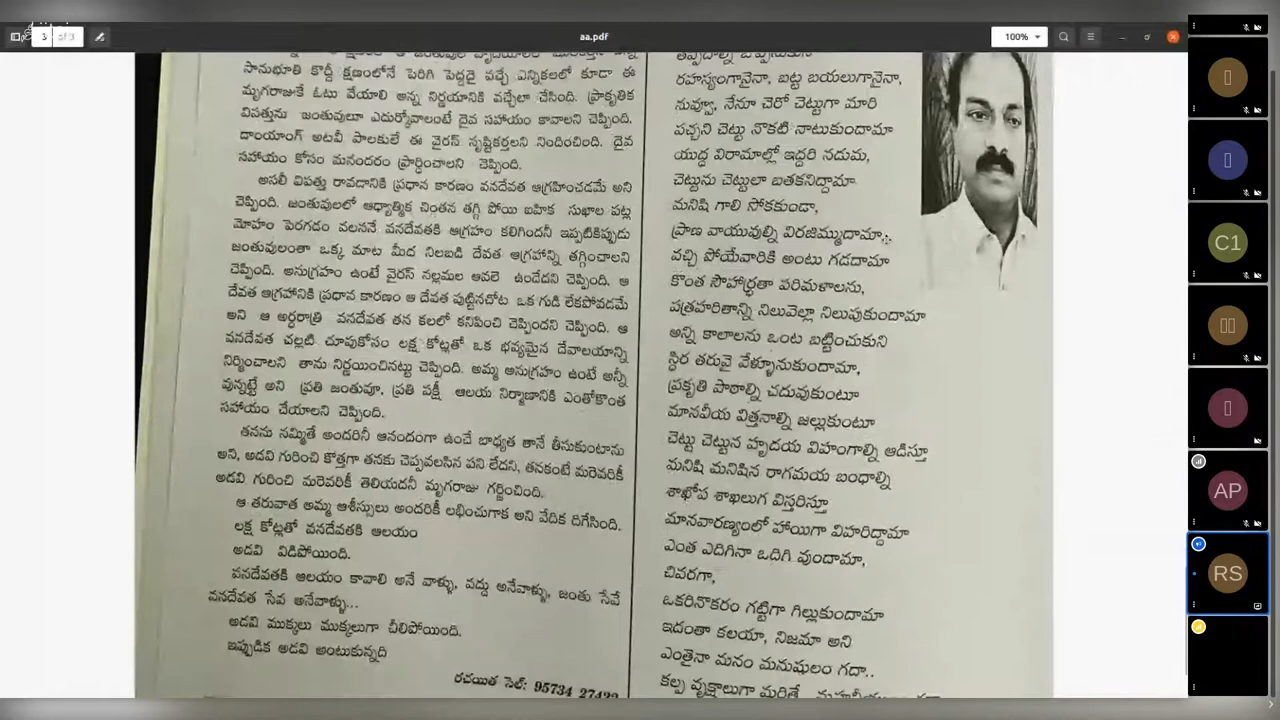 3 of 3
aa.pdf
100%
సానుభూతి కొద్దీ క్షణంలోనే పెరిగి పెద్దదై వచ్చే ఎన్నికలలో కూడా ఈ
మృగరాజుకే ఓటు వేయాలి అన్న నిర్ణయానికి వచ్చేలా చేసింది. ప్రాకృతిక
విపత్తును జంతువులూ ఎదుర్కోవాలంటే దైవ సహాయం కావాలని చెప్పింది.
డాంయాంగ్ అటవీ పాలకులే ఈ వైరస్ సృష్టికర్తలని నిందించింది. దైవ
సహాయం కోసం మనందరం ప్రార్థించాలని చెప్పింది.
అసలీ విపత్తు రావడానికి ప్రధాన కారణం వనదేవత ఆగ్రహించడమే అని
చెప్పింది. జంతువులలో ఆధ్యాత్మిక చింతన తగ్గి పోయి ఐహిక సుఖాల పట్ల
మోహం పెరగడం వలననే వనదేవతకి ఆగ్రహం కలిగిందనీ ఇప్పటికిప్పుడు
జంతువులంతా ఒక్క మాట మీద నిలబడి దేవత ఆగ్రహాన్ని తగ్గించాలని
చెప్పింది. అనుగ్రహం ఉంటే వైరస్ నల్లమల ఆవలె ఉండేదని చెప్పింది. ఆ
దేవత ఆగ్రహానికి ప్రధాన కారణం ఆ దేవత పుట్టినచోట ఒక గుడి లేకపోవడమే
అని ఆ అర్ధరాత్రి వనదేవత తన కలలో కనిపించి చెప్పిందని చెప్పింది. ఆ
వనదేవత చల్లటి చూపుకోసం లక్ష కోట్లతో ఒక భవ్యమైన దేవాలయాన్ని
నిర్మించాలని తాను నిర్ణయించినట్టు చెప్పింది. అమ్మ అనుగ్రహం ఉంటే అన్నీ
వున్నట్టే అని ప్రతి జంతువూ, ప్రతి పక్షీ ఆలయ నిర్మాణానికి ఎంతోకొంత
సహాయం చేయాలని చెప్పింది.
తనను నమ్మితే అందరినీ ఆనందంగా ఉంచే బాధ్యత తానే తీసుకుంటాను
అని, అడవి గురించి కొత్తగా తనకు చెప్పవలసిన పని లేదని, తనకంటే మరెవరికీ
అడవి గురించి మరెవరికీ తెలియదనీ మృగరాజు గర్జించింది.
ఆ తరువాత అమ్మ ఆశీస్సులు అందరికీ లభించుగాక అని వేదిక దిగేసింది.
లక్ష కోట్లతో వనదేవతకి ఆలయం
అడవి విడిపోయింది.
వనదేవతకి ఆలయం కావాలి అనే వాళ్ళు, వద్దు అనేవాళ్ళు, జంతు సేవే
వనదేవత సేవ అనేవాళ్ళు...
అడవి ముక్కలు ముక్కలుగా చీలిపోయింది.
ఇప్పుడిక అడవి అంటుకున్నది
రచయిత సెల్: 95734 27422
రహస్యంగానైనా, బట్ట బయలుగానైనా,
నువ్వూ, నేనూ చెరో చెట్టుగా మారి
పచ్చని చెట్టు నొకటి నాటుకుందామా
యుద్ధ విరామాల్లో ఇద్దరి నడుమ,
చెట్టును చెట్టులా బతకనిద్దామా
మనిషి గాలి సోకకుండా,
ప్రాణ వాయువుల్ని విరజిమ్ముదామా,
వచ్చి పోయేవారికి అంటు గడదామా
కొంత సౌహార్ద్రతా పరిమళాలను,
పత్రహరితాన్ని నిలువెల్లా నిలుపుకుందామా
అన్ని కాలాలను ఒంట బట్టించుకుని
స్థిర తరువై వేళ్ళూనుకుందామా,
ప్రకృతి పాఠాల్ని చదువుకుంటూ
మానవీయ విత్తనాల్ని జల్లుకుంటూ
చెట్టు చెట్టున హృదయ విహంగాల్ని ఆడిస్తూ
మనిషి మనిషిన రాగమయ బంధాల్ని
శాఖోప శాఖలుగ విస్తరిస్తూ
మానవారణ్యంలో హాయిగా విహరిద్దామా
ఎంత ఎదిగినా ఒదిగి వుందామా,
చివరగా,
ఒకరినొకరం గట్టిగా గిల్లుకుందామా
ఇదంతా కలయా, నిజమా అని
ఎంతైనా మనం మనుషులం గదా..
కల్ప వృక్షాలుగా మారితే
C1
AP
RS